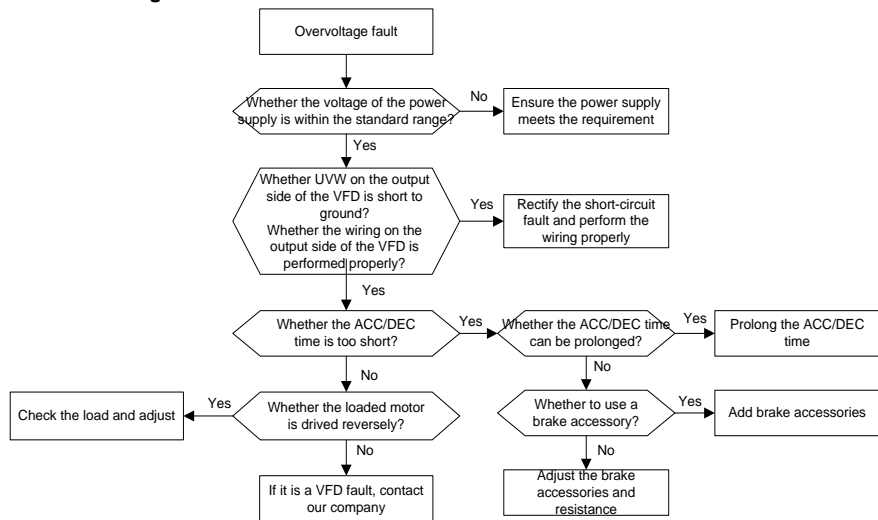 Overvoltage fault
Whether the voltage of the power
supply is within the standard range?
No
Ensure the power supply
meets the requirement
Yes
Whether UVW on the output
side of the VFD is short to
ground?
Whether the wiring on the
output side of the VFD is
performed properly?
Yes
Rectify the short-circuit
fault and perform the
wiring properly
Yes
Whether the ACC/DEC
time is too short?
Yes
Whether the ACC/DEC time
can be prolonged?
Yes
Prolong the ACC/DEC
time
No
No
Check the load and adjust
Yes
Whether the loaded motor
is drived reversely?
Whether to use a
brake accessory?
Yes
Add brake accessories
No
No
If it is a VFD fault, contact
our company
Adjust the brake
accessories and
resistance